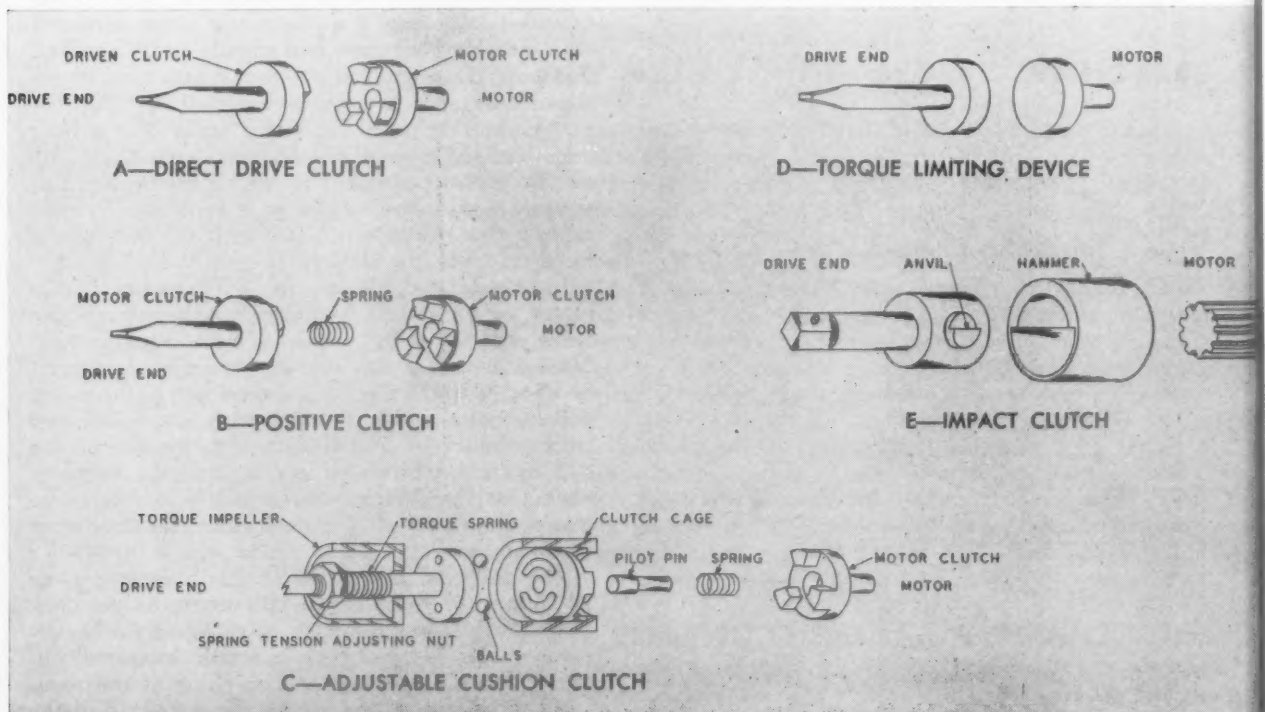 DRIVEN CLUTCH
MOTOR CLUTCH
DRIVE END
MOTOR
A—DIRECT DRIVE CLUTCH
DRIVE END
MOTOR
D—TORQUE LIMITING DEVICE
MOTOR CLUTCH
SPRING
MOTOR CLUTCH
MOTOR
DRIVE END
B—POSITIVE CLUTCH
DRIVE END
ANVIL
HAMMER
MOTOR
E—IMPACT CLUTCH
TORQUE IMPELLER
TORQUE SPRING
CLUTCH CAGE
PILOT PIN
SPRING
MOTOR CLUTCH
DRIVE END
MOTOR
SPRING TENSION ADJUSTING NUT
BALLS
C—ADJUSTABLE CUSHION CLUTCH